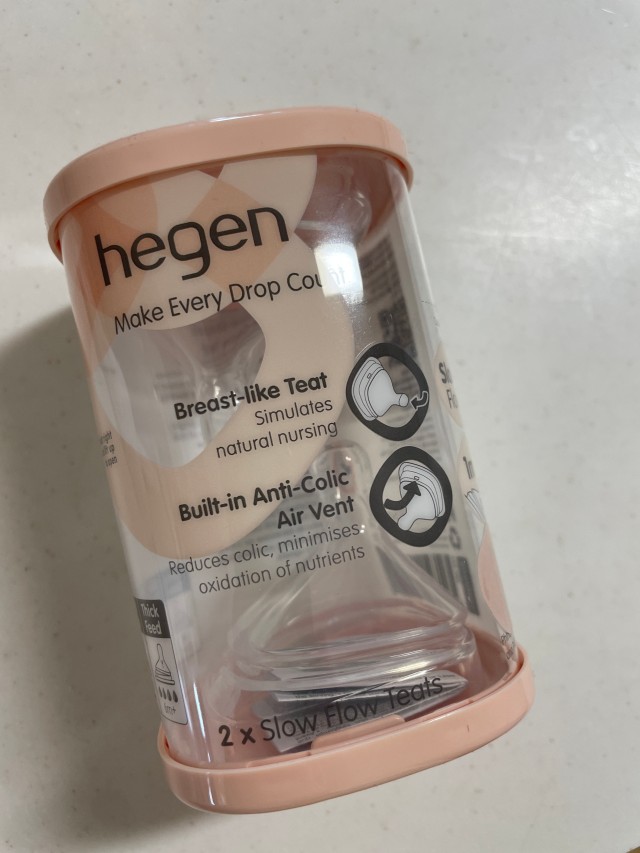 hegen
Make Every Drop Count
Breast-like Teat
Simulates
natural nursing
Built-in Anti-Colic
Air Vent
Reduces colic, minimises
oxidation of nutrients
Thick
Feed
2 x Slow Flow Teats